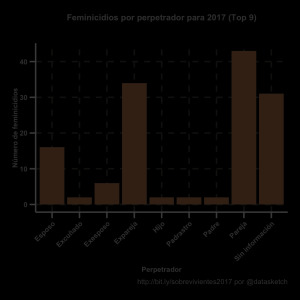 Feminicidios por perpetrador para 2017 (Top 9)
Número de feminicidios
40
30
20
10
0
Esposo
Excuñado
Exesposo
Expareja
Hijo
Padrastro
Padre
Pareja
Sin información
Perpetrador
http://bit.ly/sobrevivientes2017 por @datasketch